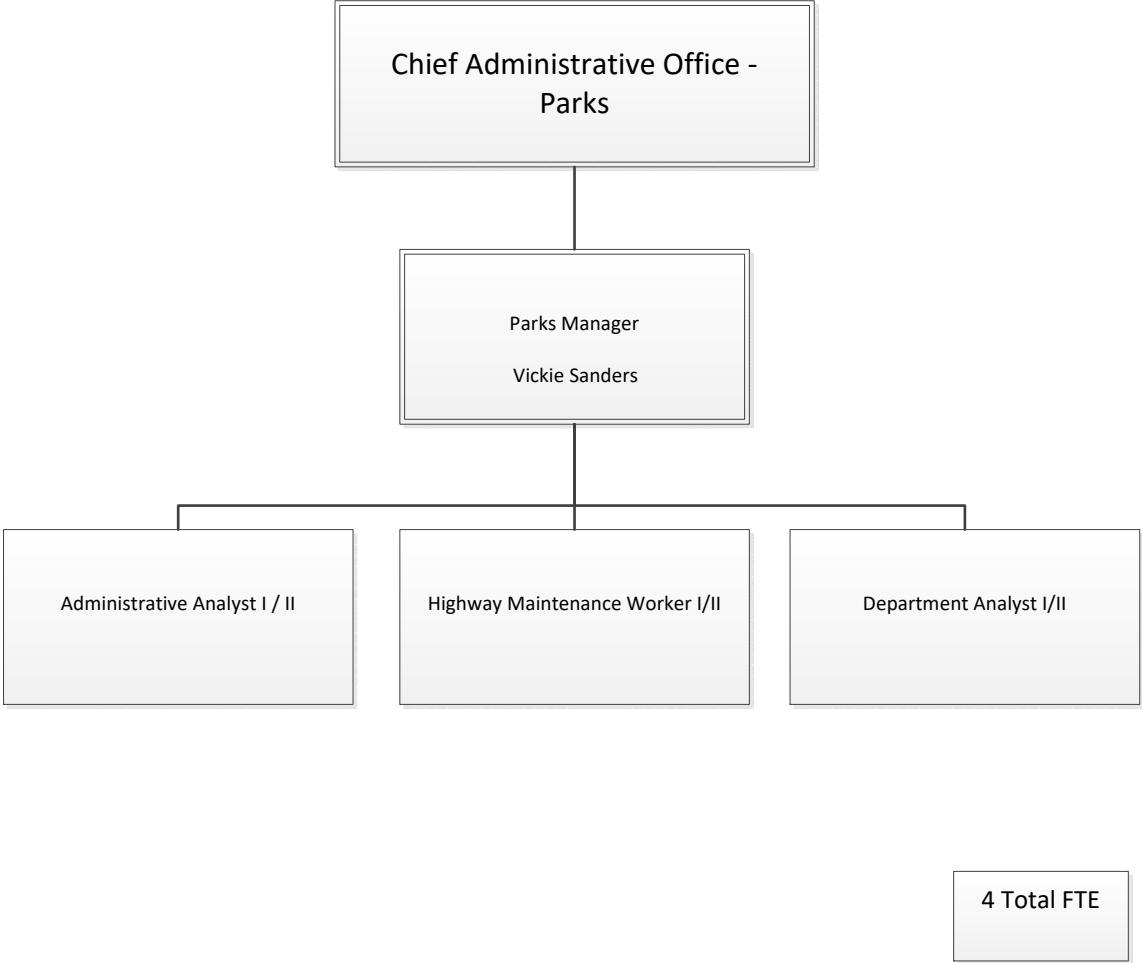 Chief Administrative Office -
Parks
Parks Manager
Vickie Sanders
Administrative Analyst I / II
Highway Maintenance Worker I/II
Department Analyst I/II
4 Total FTE